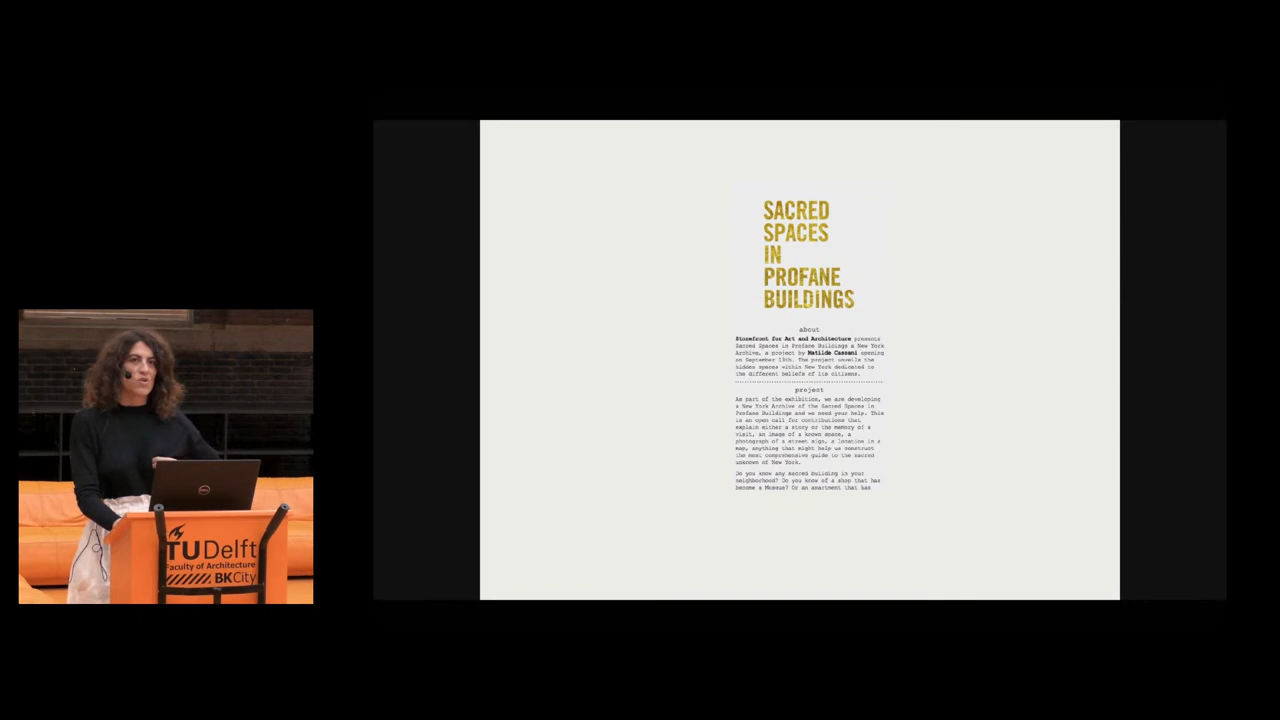 SACRED
SPACES
IN
PROFANE
BUILDINGS
about
Storefront for Art and Architecture presents
Sacred Spaces in Profane Buildings a New York
Archive, a project by Matilde Cassani opening
on September 13th. The project unveils the
hidden spaces within New York dedicated to
the different beliefs of its citizens.
project
As part of the exhibition, we are developing
a New York Archive of the Sacred Spaces in
Profane Buildings and we need your help. This
is an open call for contributions that
explain either a story or the memory of a
visit, an image of a known space, a
photograph of a street sign, a location in a
map, anything that might help us construct
the most comprehensive guide to the sacred
unknown of New York.
Do you know any sacred building in your
neighborhood? Do you know of a shop that has
become a Mosque? Or an apartment that has
DELL
TUDelft
Faculty of Architecture
BKCity